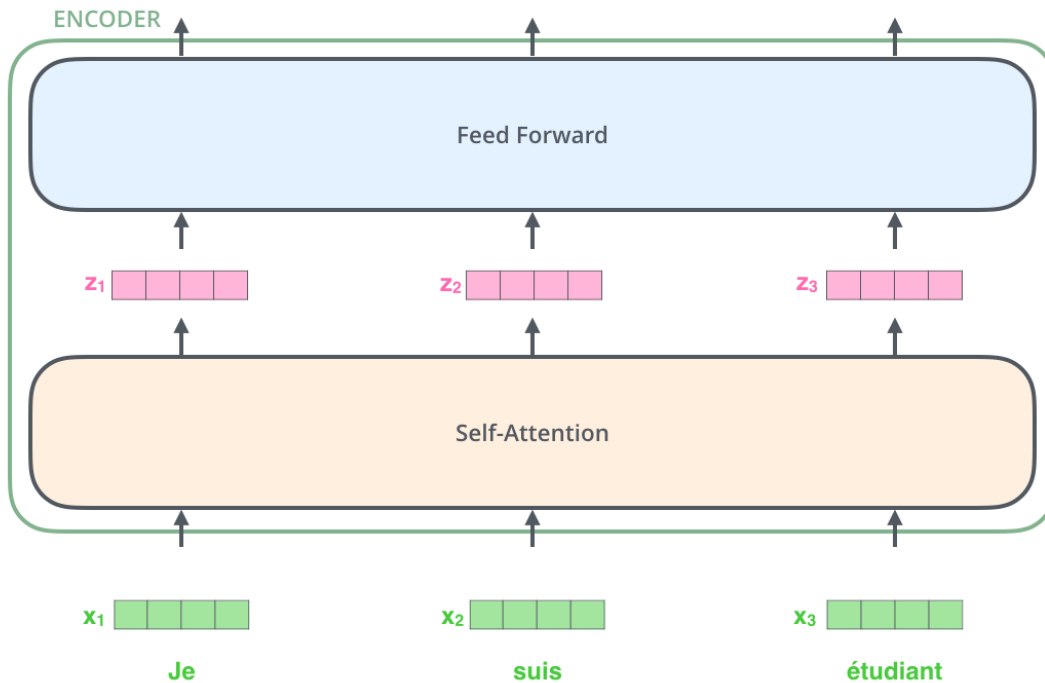 ENCODER
Feed Forward
z₁ z₂ z₃
Self-Attention
x₁ x₂ x₃
Je suis étudiant